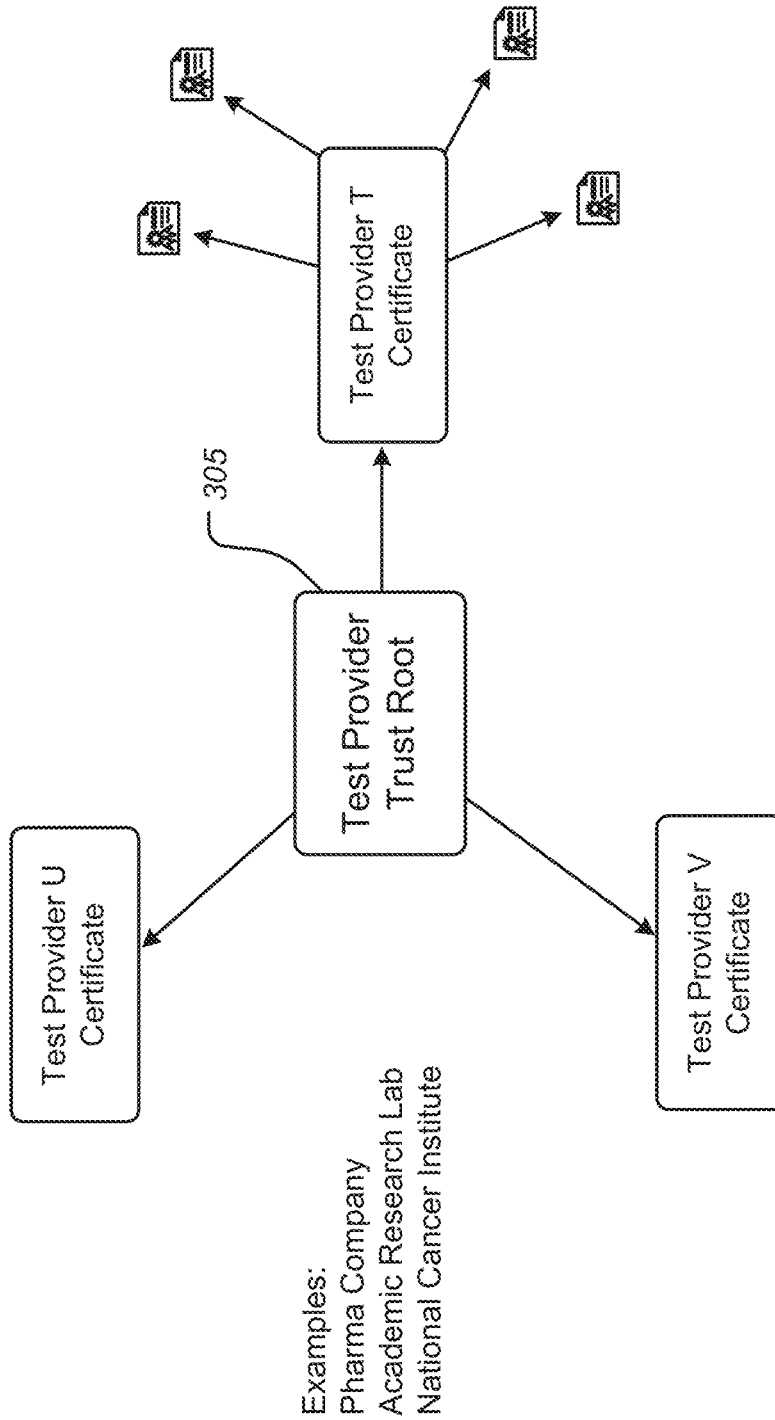 Test Provider U
Certificate
Examples:
Pharma Company
Academic Research Lab
National Cancer Institute
Test Provider
Trust Root
305
Test Provider T
Certificate
Test Provider V
Certificate